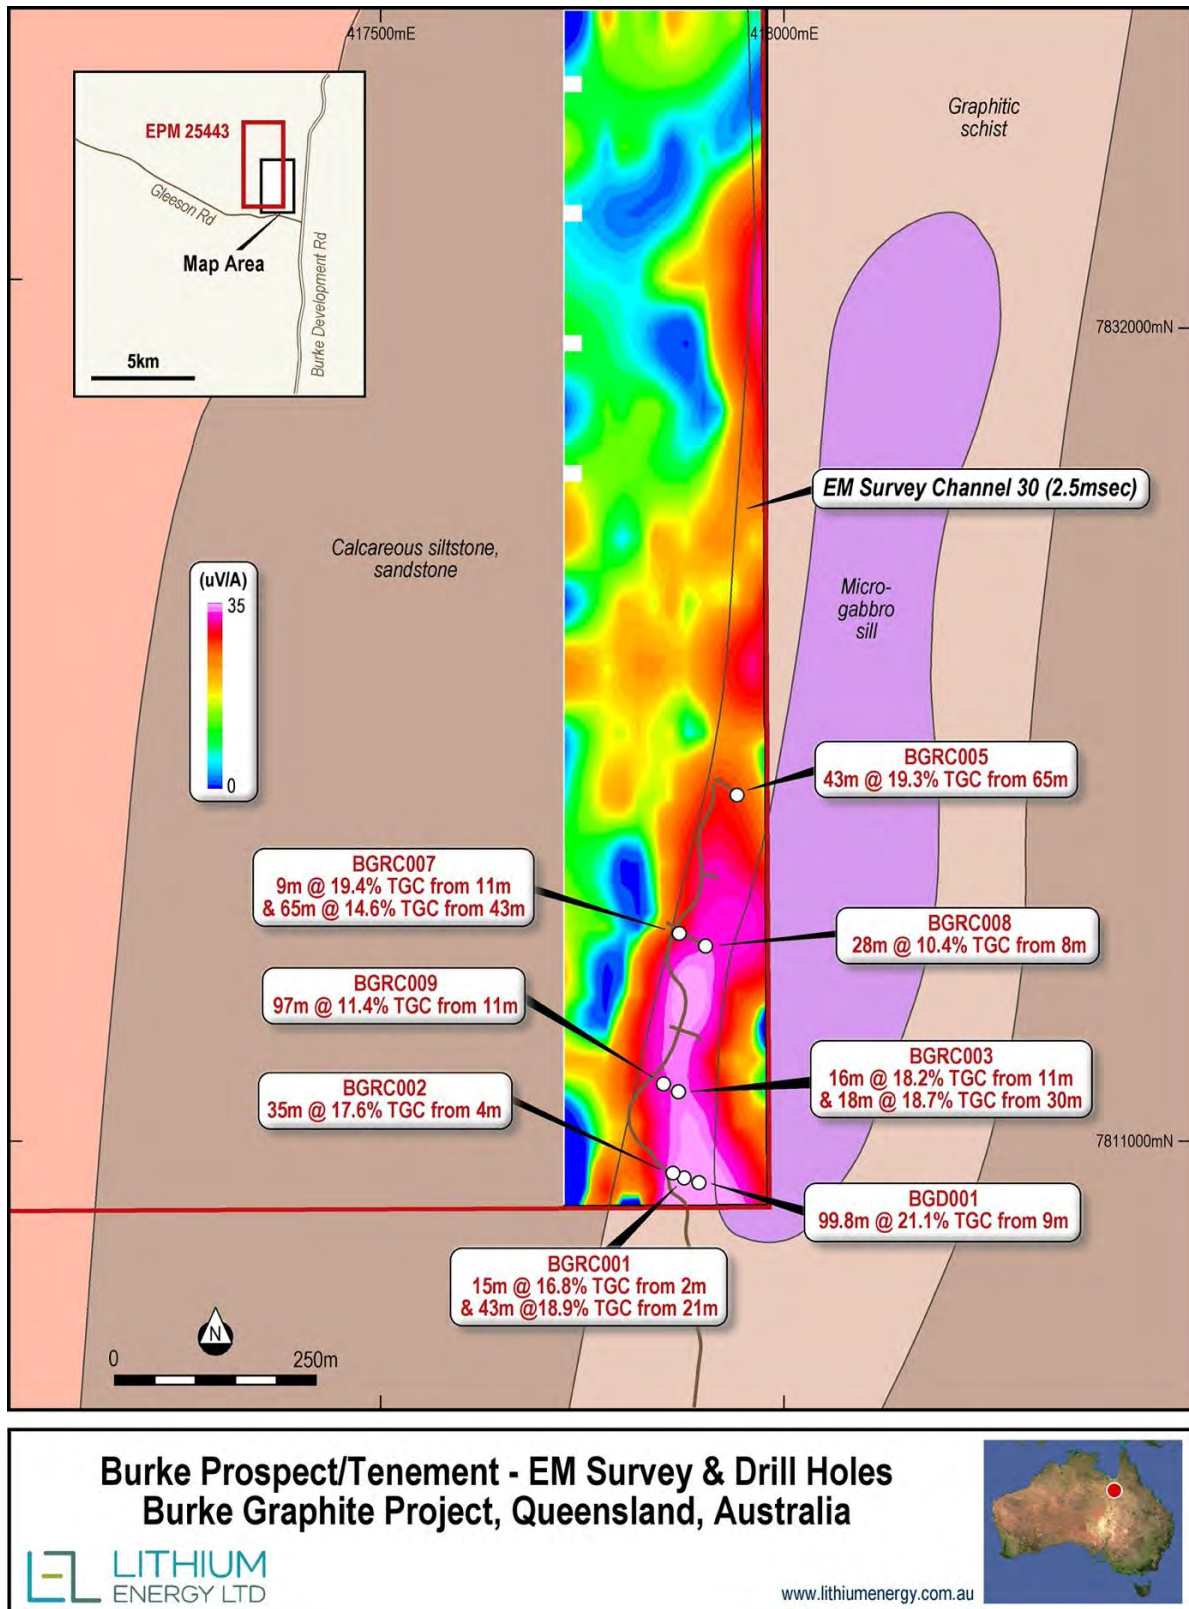 417500mE
418000mE
Graphitic
schist
EPM 25443
Gleeson Rd
Map Area
Burke Development Rd
5km
7832000mN
EM Survey Channel 30 (2.5msec)
Calcareous siltstone,
sandstone
(uV/A)
35
0
Micro-
gabbro
sill
BGRC005
43m @ 19.3% TGC from 65m
BGRC007
9m @ 19.4% TGC from 11m
& 65m @ 14.6% TGC from 43m
BGRC008
28m @ 10.4% TGC from 8m
BGRC009
97m @ 11.4% TGC from 11m
BGRC003
16m @ 18.2% TGC from 11m
& 18m @ 18.7% TGC from 30m
BGRC002
35m @ 17.6% TGC from 4m
7811000mN
BGD001
99.8m @ 21.1% TGC from 9m
BGRC001
15m @ 16.8% TGC from 2m
& 43m @18.9% TGC from 21m
N
0 250m
Burke Prospect/Tenement - EM Survey & Drill Holes
Burke Graphite Project, Queensland, Australia
LITHIUM
ENERGY LTD
www.lithiumenergy.com.au